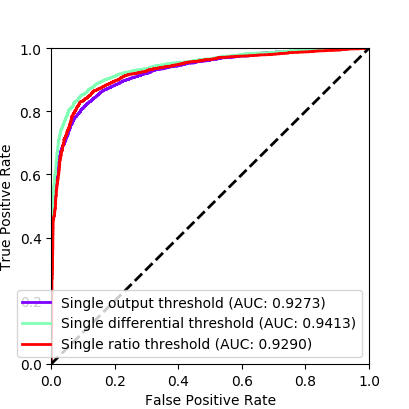 1.0
0.8
0.6
0.4
0.2
0.0
True Positive Rate
Single output threshold (AUC: 0.9273)
Single differential threshold (AUC: 0.9413)
Single ratio threshold (AUC: 0.9290)
0.0 0.2 0.4 0.6 0.8 1.0
False Positive Rate